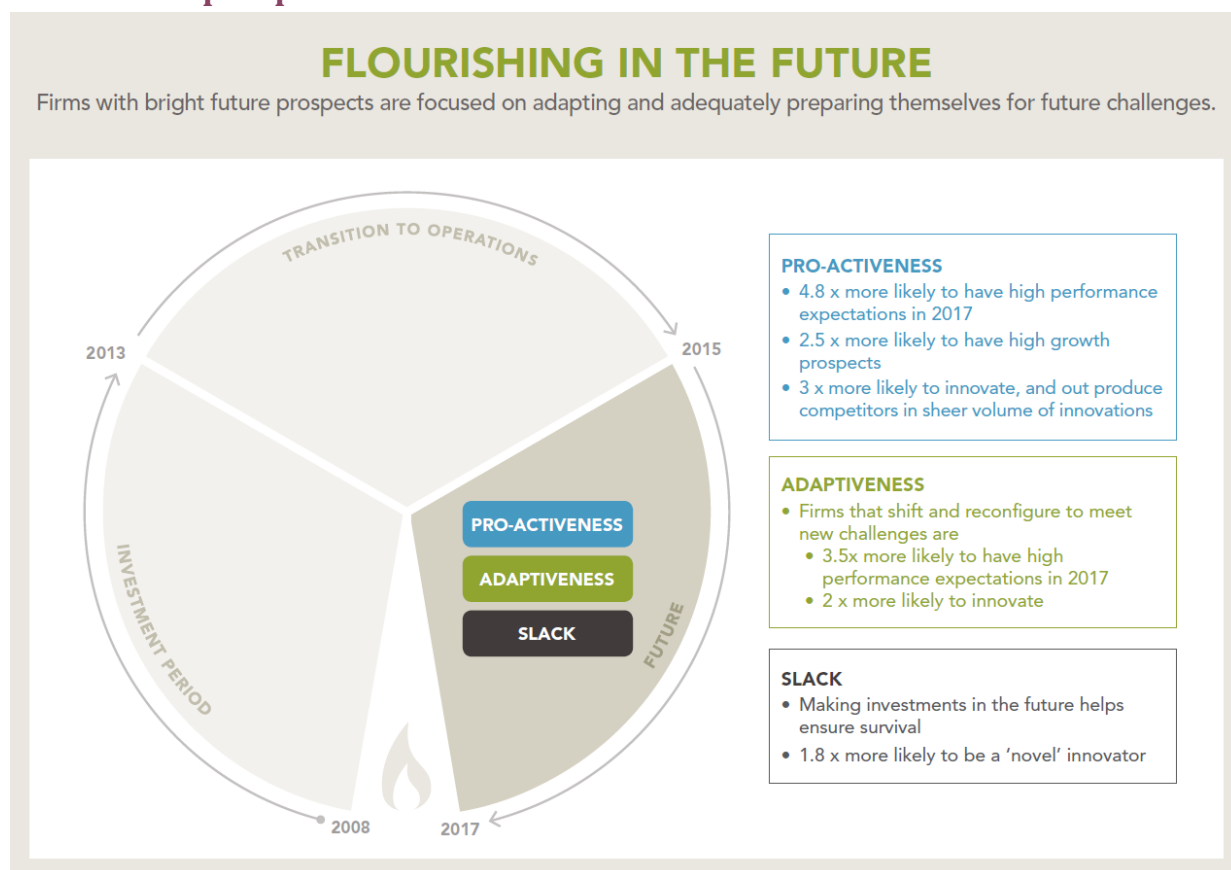 FLOURISHING IN THE FUTURE
Firms with bright future prospects are focused on adapting and adequately preparing themselves for future challenges.
TRANSITION TO OPERATIONS
2013
2015
INVESTMENT PERIOD
PRO-ACTIVENESS
ADAPTIVENESS
SLACK
FUTURE
2008
2017
PRO-ACTIVENESS
• 4.8 x more likely to have high performance
expectations in 2017
• 2.5 x more likely to have high growth
prospects
• 3 x more likely to innovate, and out produce
competitors in sheer volume of innovations
ADAPTIVENESS
• Firms that shift and reconfigure to meet
new challenges are
• 3.5x more likely to have high
performance expectations in 2017
• 2 x more likely to innovate
SLACK
• Making investments in the future helps
ensure survival
• 1.8 x more likely to be a ‘novel’ innovator